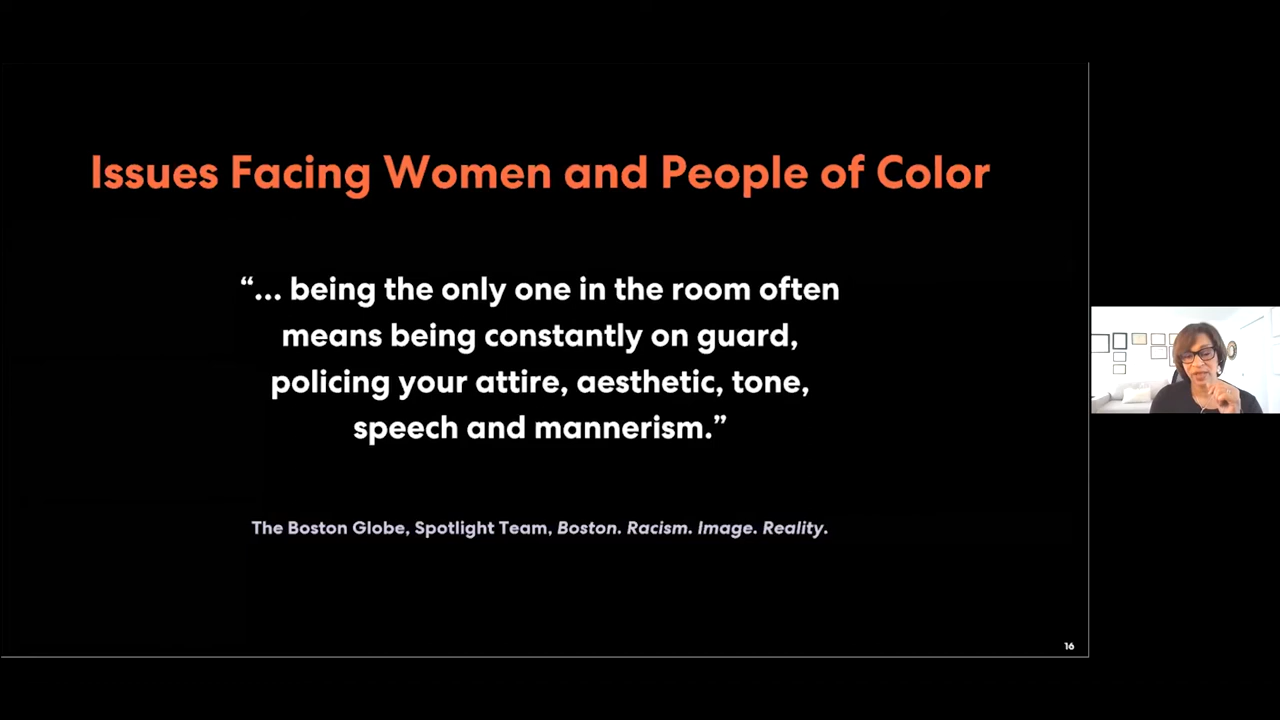 Issues Facing Women and People of Color
“... being the only one in the room often
means being constantly on guard,
policing your attire, aesthetic, tone,
speech and mannerism.”
The Boston Globe, Spotlight Team, Boston. Racism. Image. Reality.
16